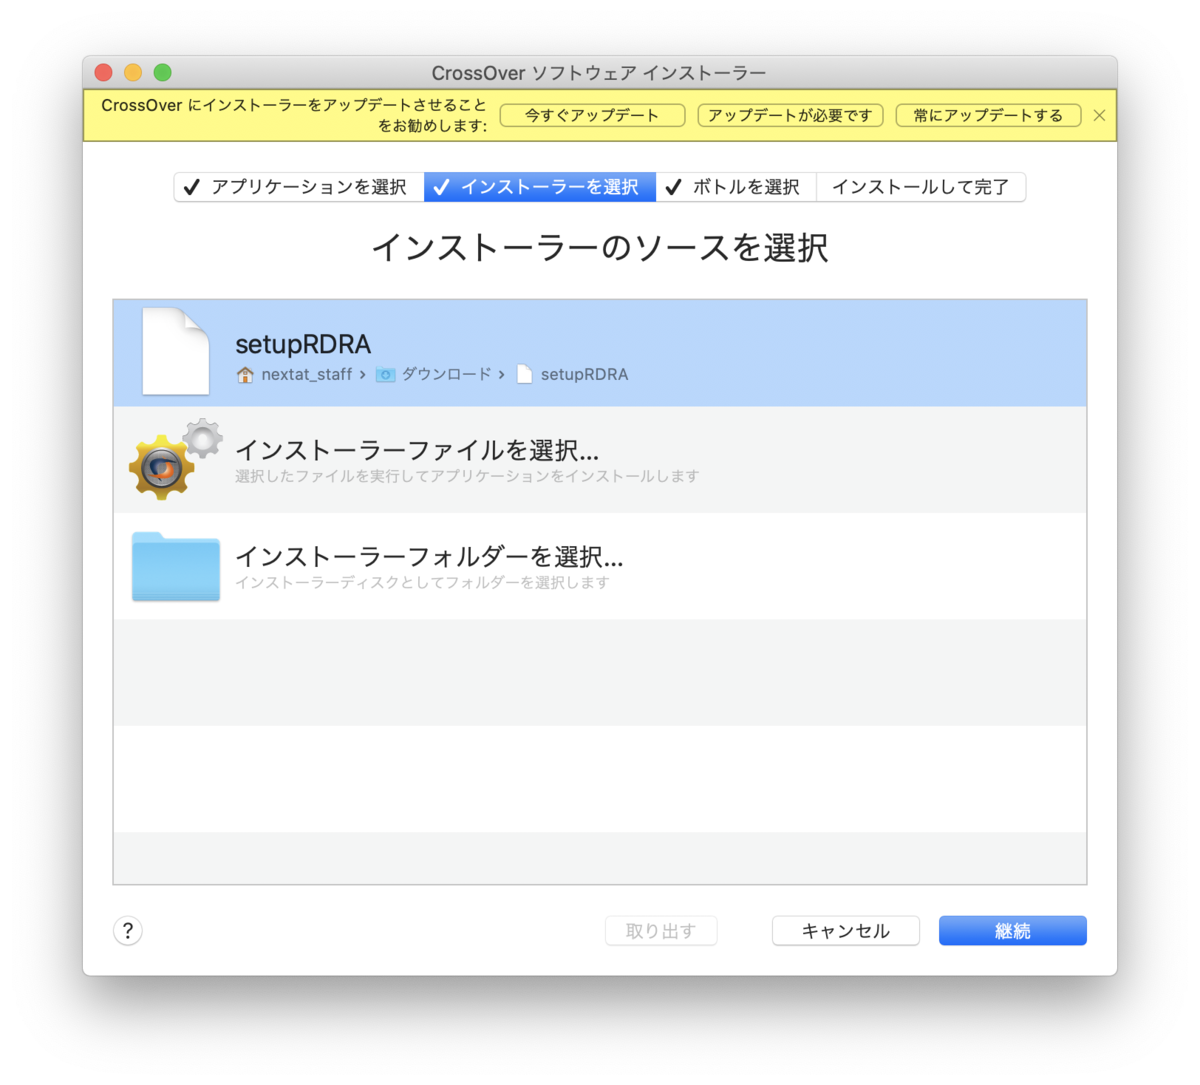 CrossOver ソフトウェア インストーラー
CrossOver にインストーラーをアップデートさせること
をお勧めします:
今すぐアップデート
アップデートが必要です
常にアップデートする
✔ アプリケーションを選択
✔ インストーラーを選択
✔ ボトルを選択
インストールして完了
インストーラーのソースを選択
setupRDRA
nextat_staff › ダウンロード › setupRDRA
インストーラーファイルを選択...
選択したファイルを実行してアプリケーションをインストールします
インストーラーフォルダーを選択...
インストーラーディスクとしてフォルダーを選択します
?
取り出す
キャンセル
継続